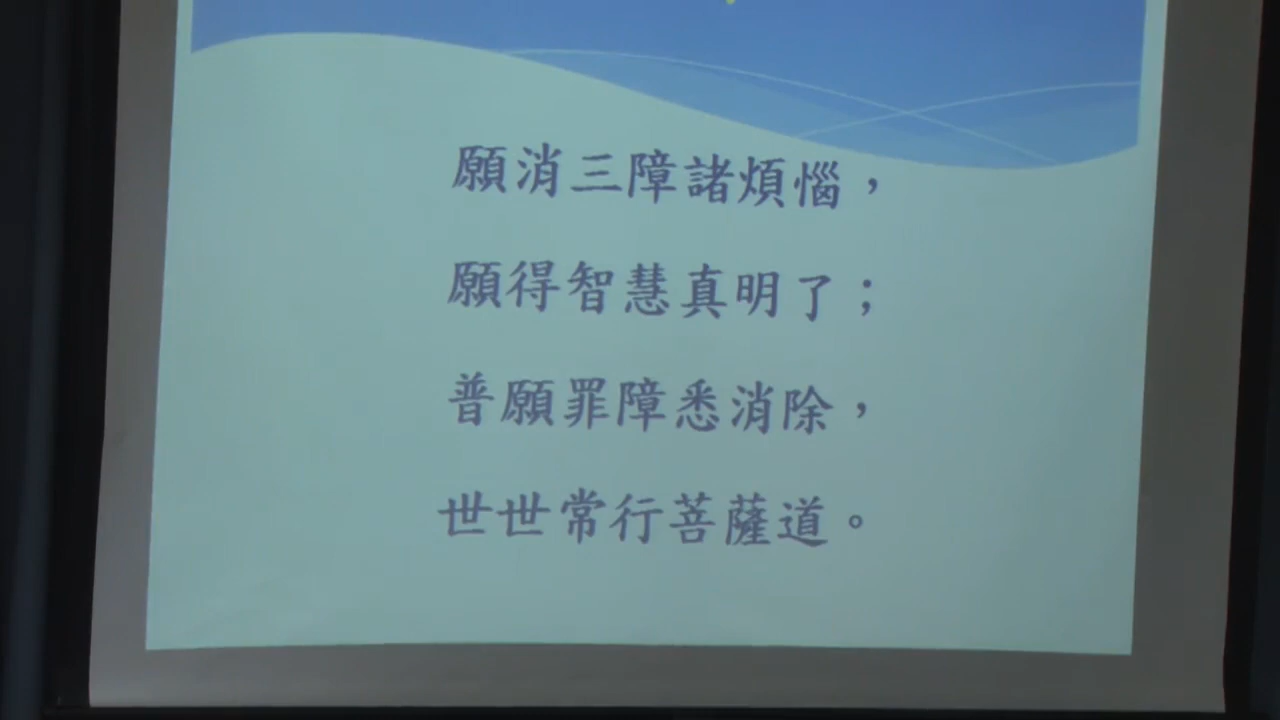 願消三障諸煩惱，
願得智慧真明了；
普願罪障悉消除，
世世常行菩薩道。